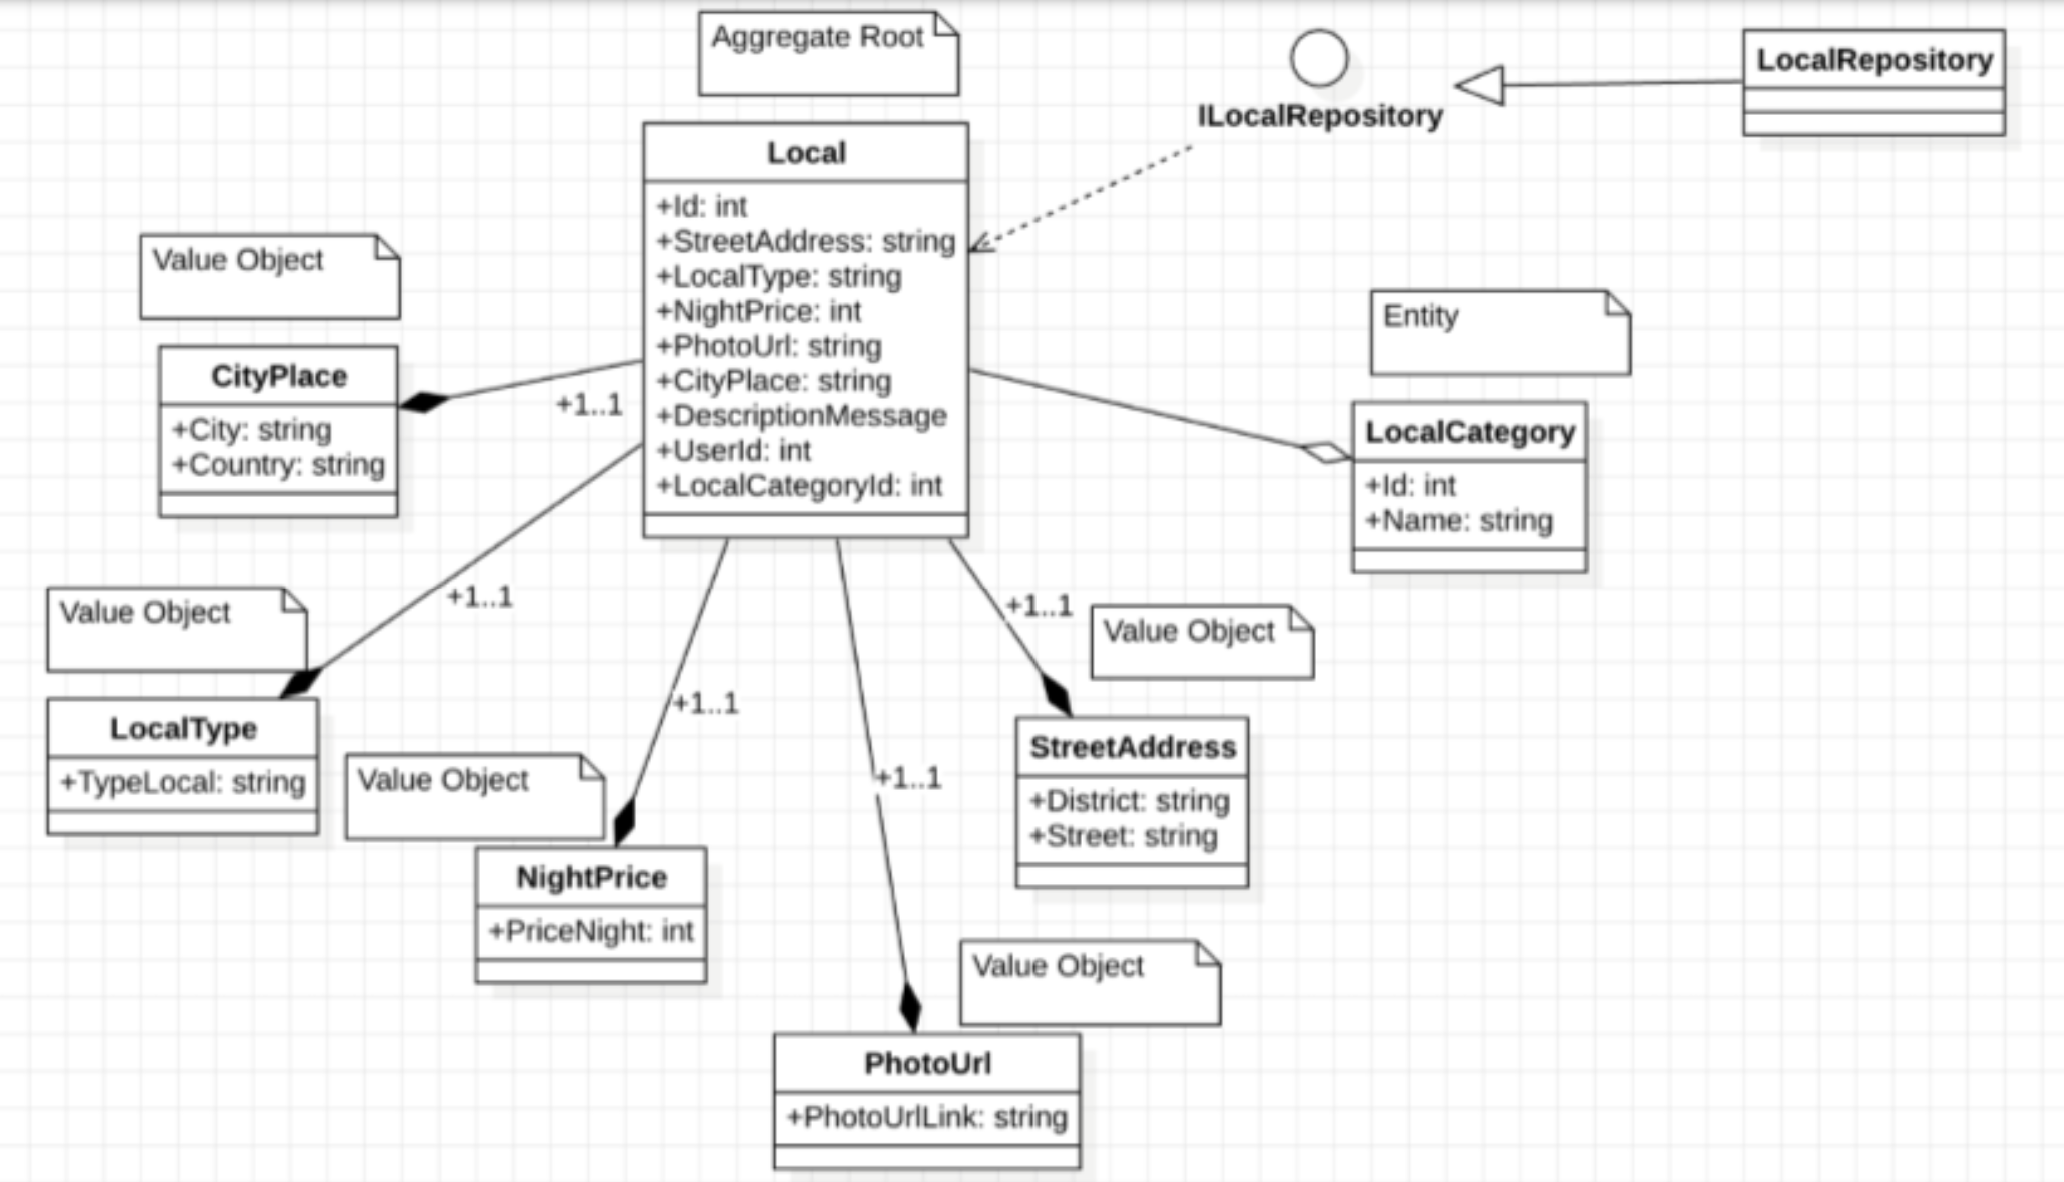 Aggregate Root
ILocalRepository
LocalRepository
Local
+Id: int
+StreetAddress: string
+LocalType: string
+NightPrice: int
+PhotoUrl: string
+CityPlace: string
+DescriptionMessage
+UserId: int
+LocalCategoryId: int
Value Object
CityPlace
+City: string
+Country: string
+1..1
Entity
LocalCategory
+Id: int
+Name: string
Value Object
LocalType
+TypeLocal: string
+1..1
Value Object
NightPrice
+PriceNight: int
+1..1
+1..1
Value Object
StreetAddress
+District: string
+Street: string
+1..1
Value Object
PhotoUrl
+PhotoUrlLink: string